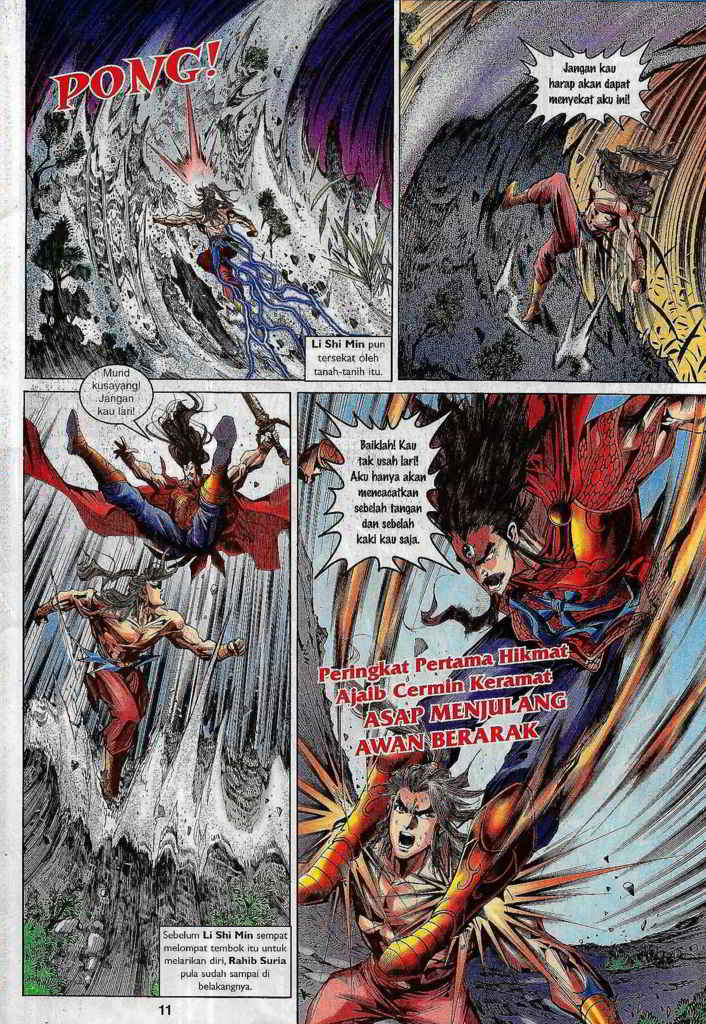 PONG!
Jangan kau
harap akan dapat
menyekat aku ini!
Li Shi Min pun
tersekat oleh
tanah-tanih itu.
Murid
kusayang!
Jangan
kau lari!
Baiklah! Kau
tak usah lari!
Aku hanya akan
mencacatkan
sebelah tangan
dan sebelah
kaki kau saja.
Peringkat Pertama Hikmat
Ajaib Cermin Keramat
ASAP MENJULANG
AWAN BERARAK
Sebelum Li Shi Min sempat
melompat tembok itu untuk
melarikan diri, Rahib Suria
pula sudah sampai di
belakangnya.
11